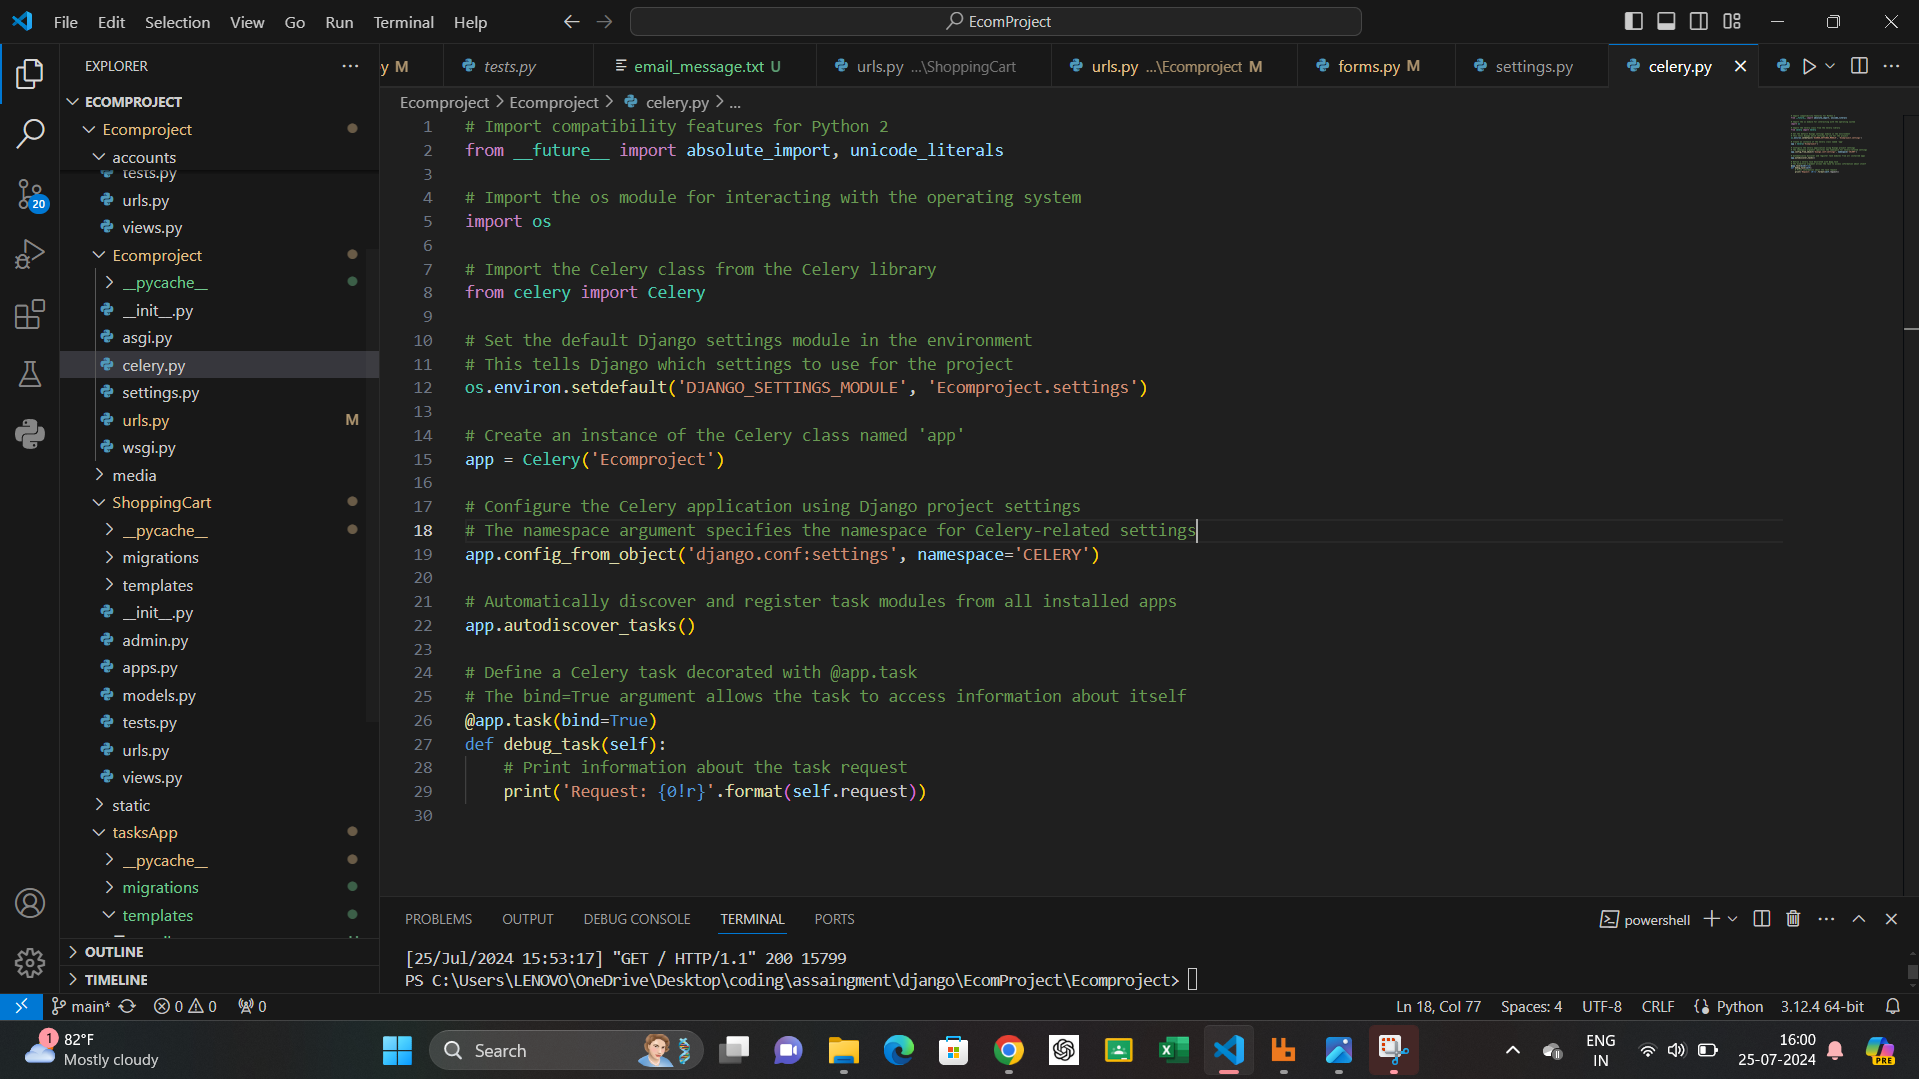 File Edit Selection View Go Run Terminal Help
EcomProject
EXPLORER
y M
tests.py
email_message.txt U
urls.py ...\ShoppingCart
urls.py ...\Ecomproject M
forms.py M
settings.py
celery.py
ECOMPROJECT
Ecomproject
accounts
tests.py
urls.py
views.py
Ecomproject
__pycache__
__init__.py
asgi.py
celery.py
settings.py
urls.py M
wsgi.py
media
ShoppingCart
__pycache__
migrations
templates
__init__.py
admin.py
apps.py
models.py
tests.py
urls.py
views.py
static
tasksApp
__pycache__
migrations
templates
OUTLINE
TIMELINE
20
Ecomproject > Ecomproject > celery.py > ...
1 # Import compatibility features for Python 2
2 from __future__ import absolute_import, unicode_literals
3
4 # Import the os module for interacting with the operating system
5 import os
6
7 # Import the Celery class from the Celery library
8 from celery import Celery
9
10 # Set the default Django settings module in the environment
11 # This tells Django which settings to use for the project
12 os.environ.setdefault('DJANGO_SETTINGS_MODULE', 'Ecomproject.settings')
13
14 # Create an instance of the Celery class named 'app'
15 app = Celery('Ecomproject')
16
17 # Configure the Celery application using Django project settings
18 # The namespace argument specifies the namespace for Celery-related settings
19 app.config_from_object('django.conf:settings', namespace='CELERY')
20
21 # Automatically discover and register task modules from all installed apps
22 app.autodiscover_tasks()
23
24 # Define a Celery task decorated with @app.task
25 # The bind=True argument allows the task to access information about itself
26 @app.task(bind=True)
27 def debug_task(self):
28 # Print information about the task request
29 print('Request: {0!r}'.format(self.request))
30
PROBLEMS OUTPUT DEBUG CONSOLE TERMINAL PORTS
powershell
[25/Jul/2024 15:53:17] "GET / HTTP/1.1" 200 15799
PS C:\Users\LENOVO\OneDrive\Desktop\coding\assaingment\django\EcomProject\Ecomproject>
main* 0 0 0
Ln 18, Col 77 Spaces: 4 UTF-8 CRLF Python 3.12.4 64-bit
1
82°F
Mostly cloudy
Search
ENG
IN
16:00
25-07-2024
PRE